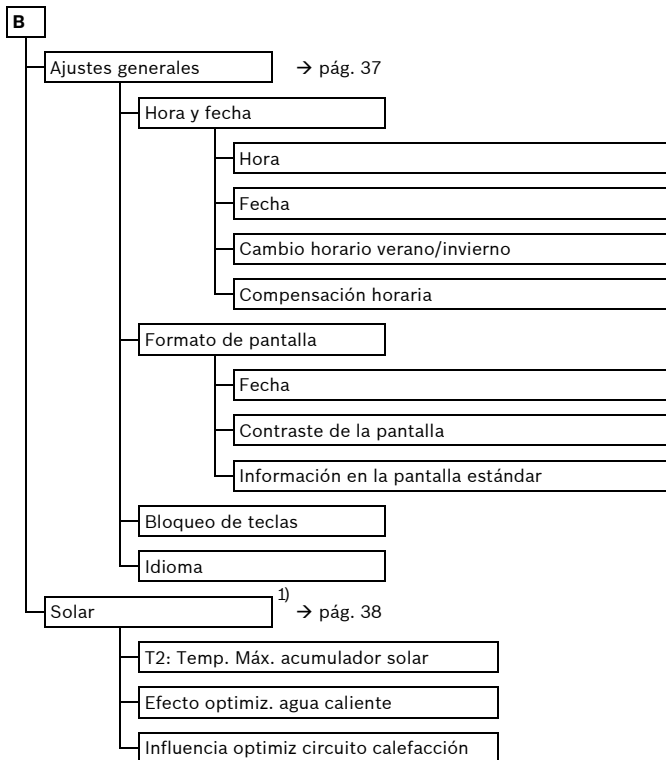 B
Ajustes generales → pág. 37
Hora y fecha
Hora
Fecha
Cambio horario verano/invierno
Compensación horaria
Formato de pantalla
Fecha
Contraste de la pantalla
Información en la pantalla estándar
Bloqueo de teclas
Idioma
Solar 1) → pág. 38
T2: Temp. Máx. acumulador solar
Efecto optimiz. agua caliente
Influencia optimiz circuito calefacción